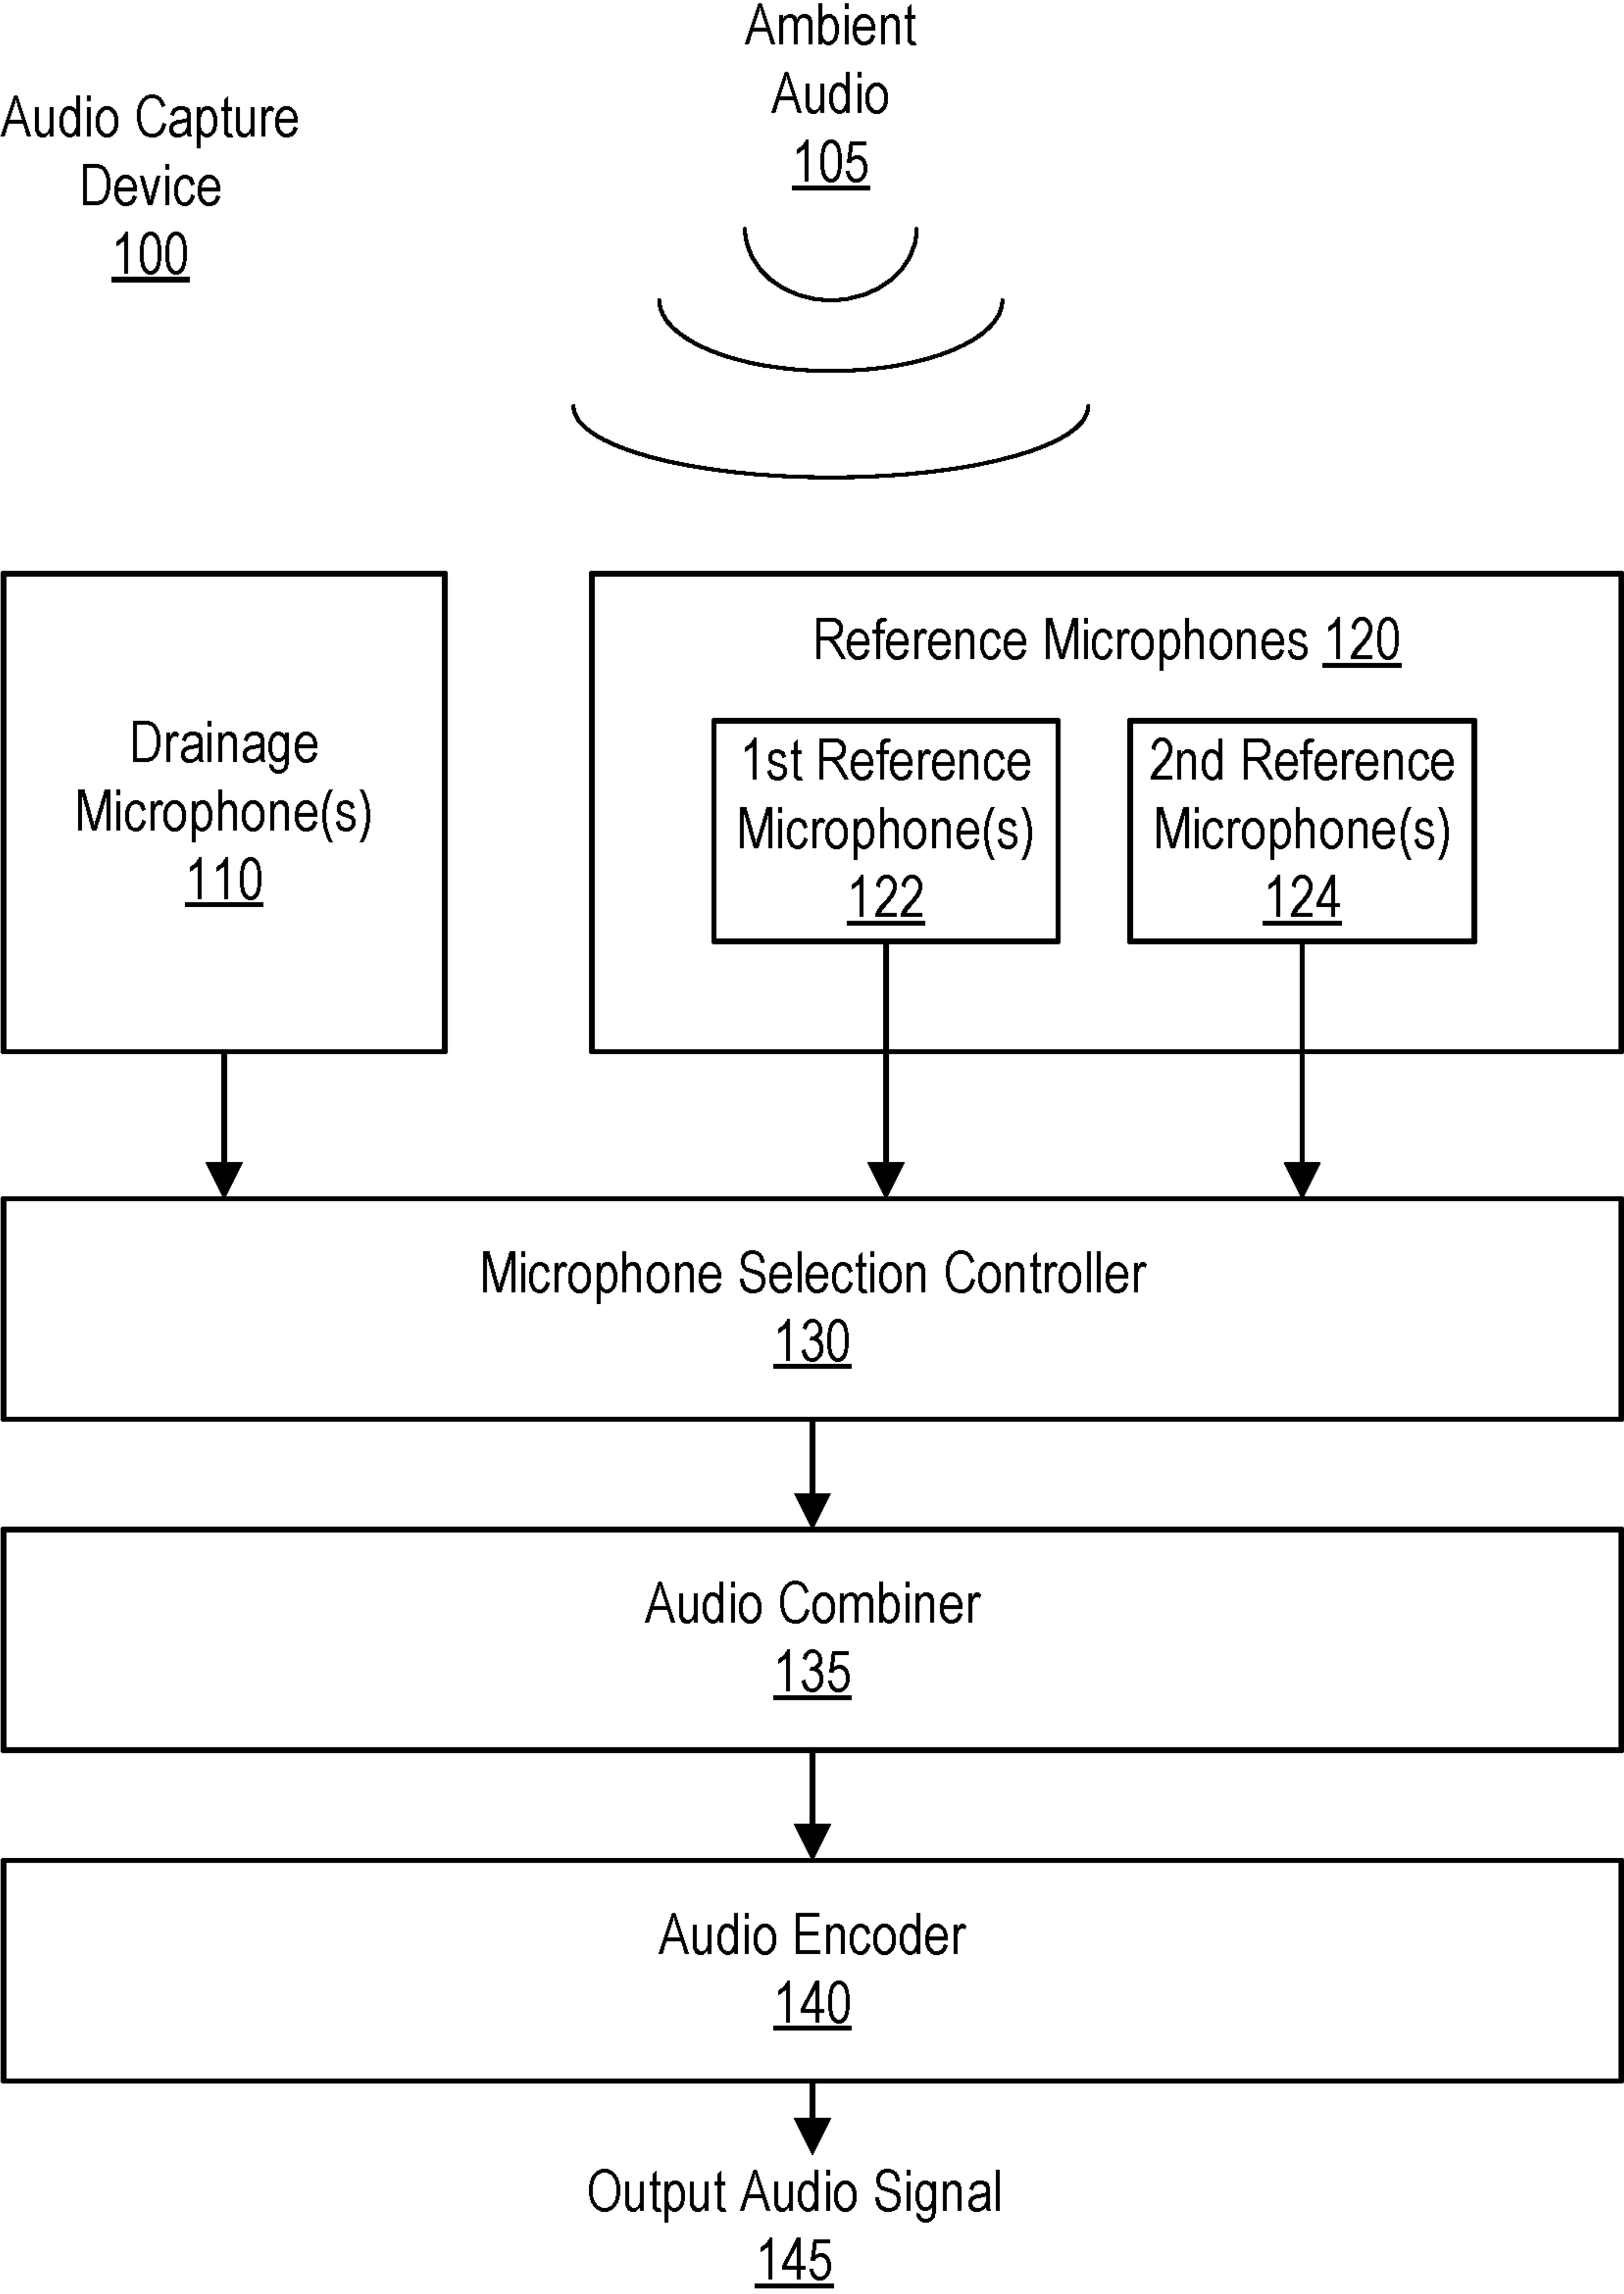 Ambient
Audio
105
Audio Capture
Device
100
Drainage
Microphone(s)
110
Reference Microphones 120
1st Reference
Microphone(s)
122
2nd Reference
Microphone(s)
124
Microphone Selection Controller
130
Audio Combiner
135
Audio Encoder
140
Output Audio Signal
145